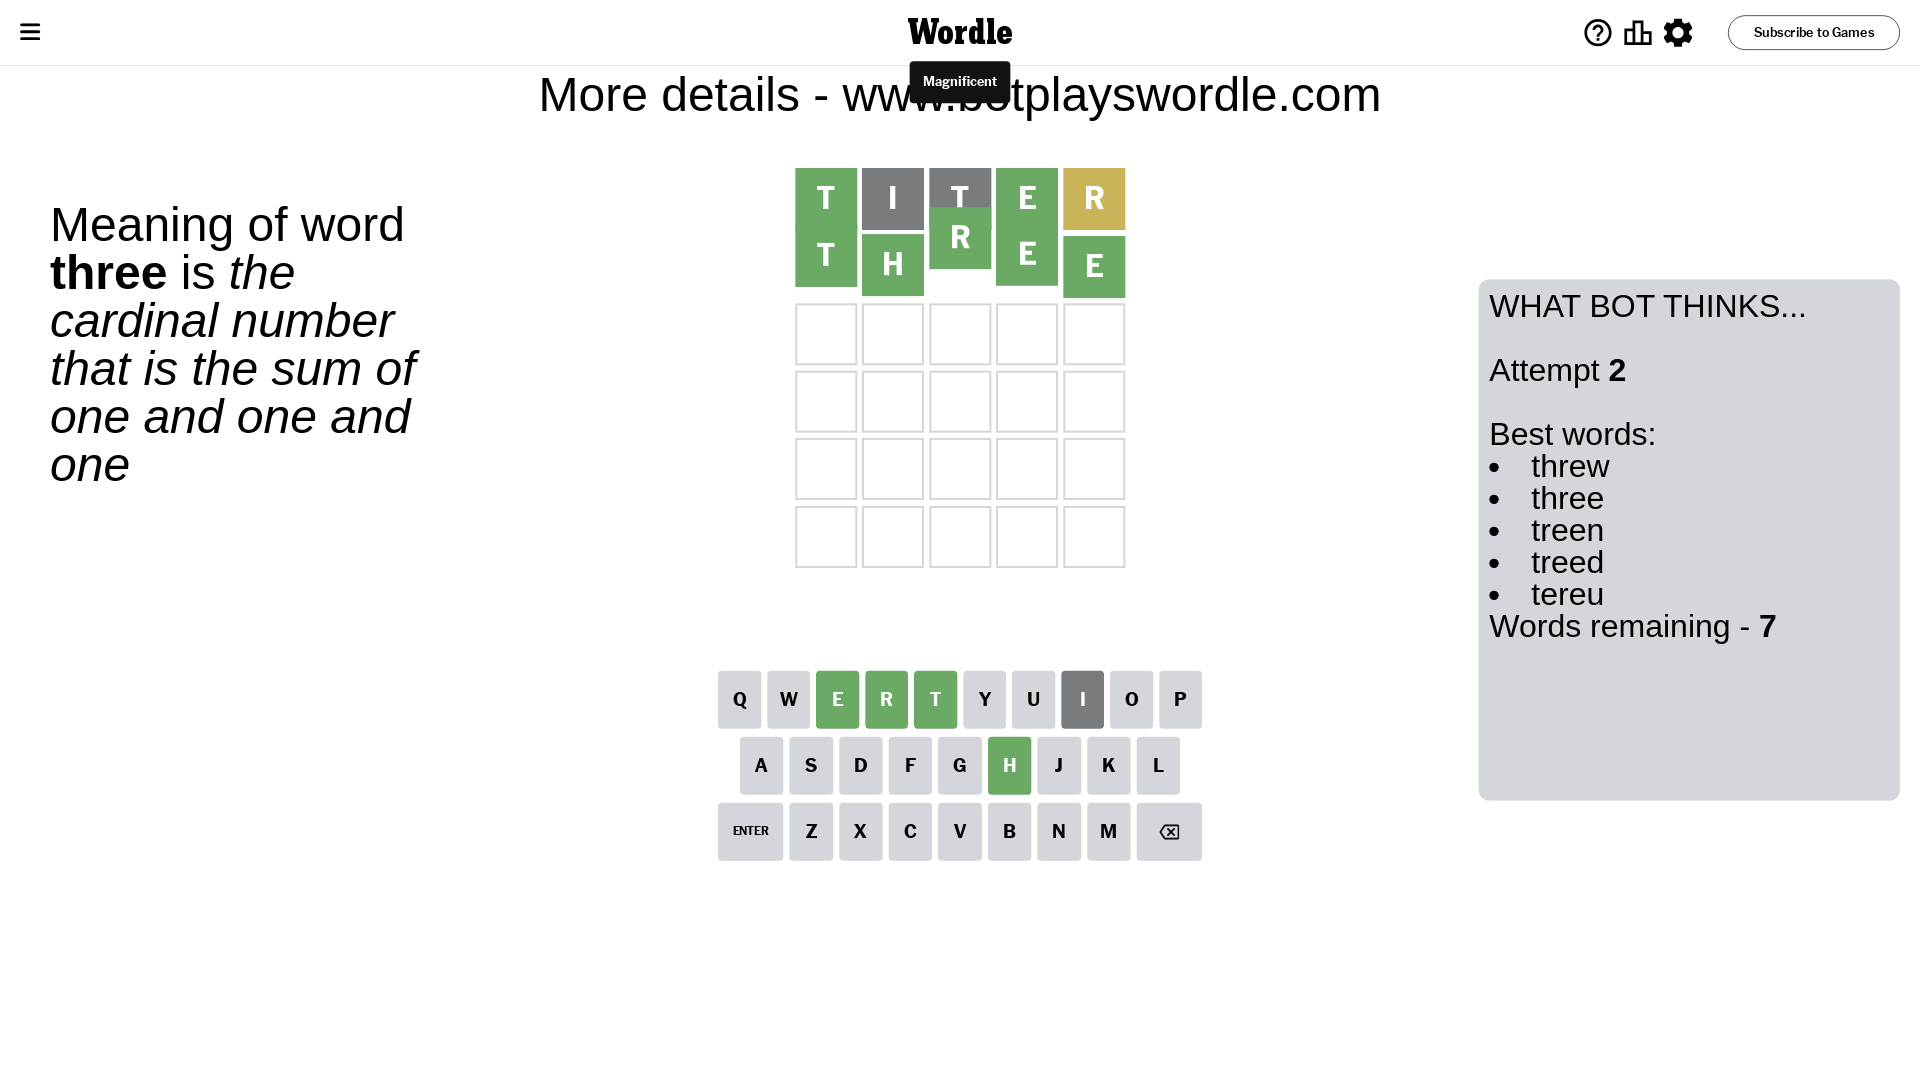 Wordle
Subscribe to Games
Magnificent
More details - www.botplayswordle.com
Meaning of word
three is the
cardinal number
that is the sum of
one and one and
one
T I T E R
T H R E E
WHAT BOT THINKS...
Attempt 2
Best words:
• threw
• three
• treen
• treed
• tereu
Words remaining - 7
Q W E R T Y U I O P
A S D F G H J K L
ENTER Z X C V B N M